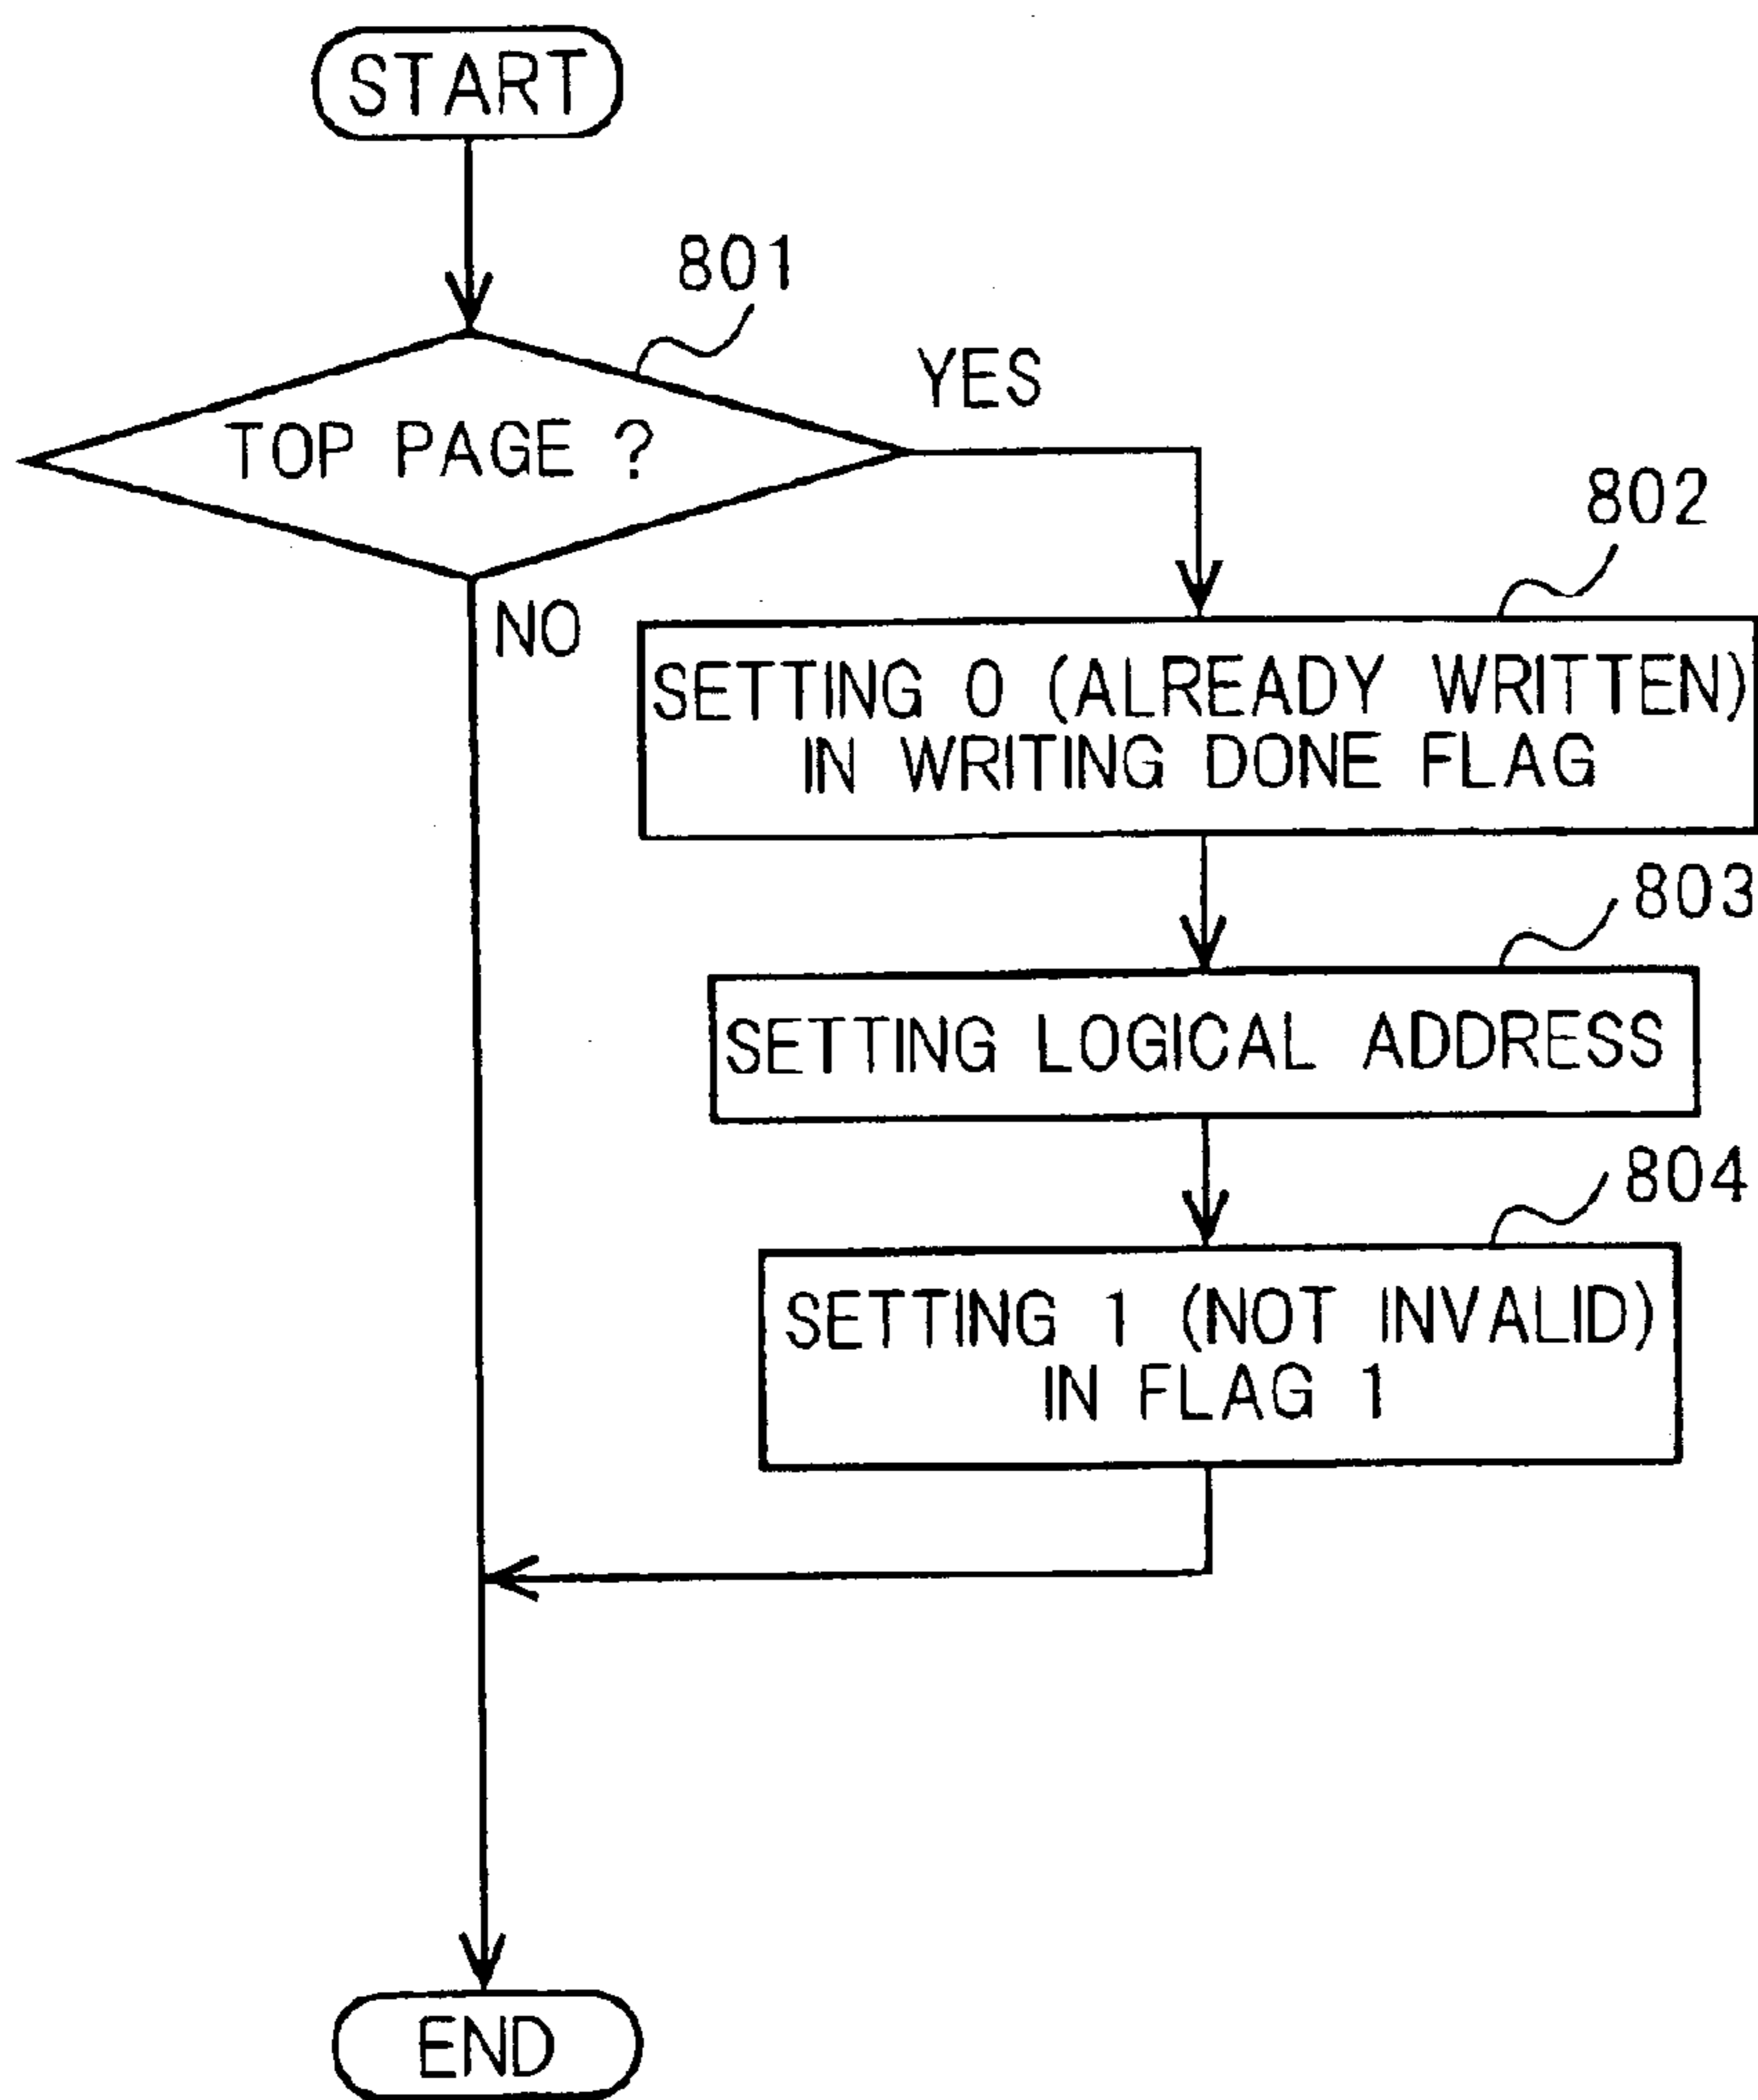 START
801
TOP PAGE ?
YES
NO
802
SETTING 0 (ALREADY WRITTEN)
IN WRITING DONE FLAG
803
SETTING LOGICAL ADDRESS
804
SETTING 1 (NOT INVALID)
IN FLAG 1
END